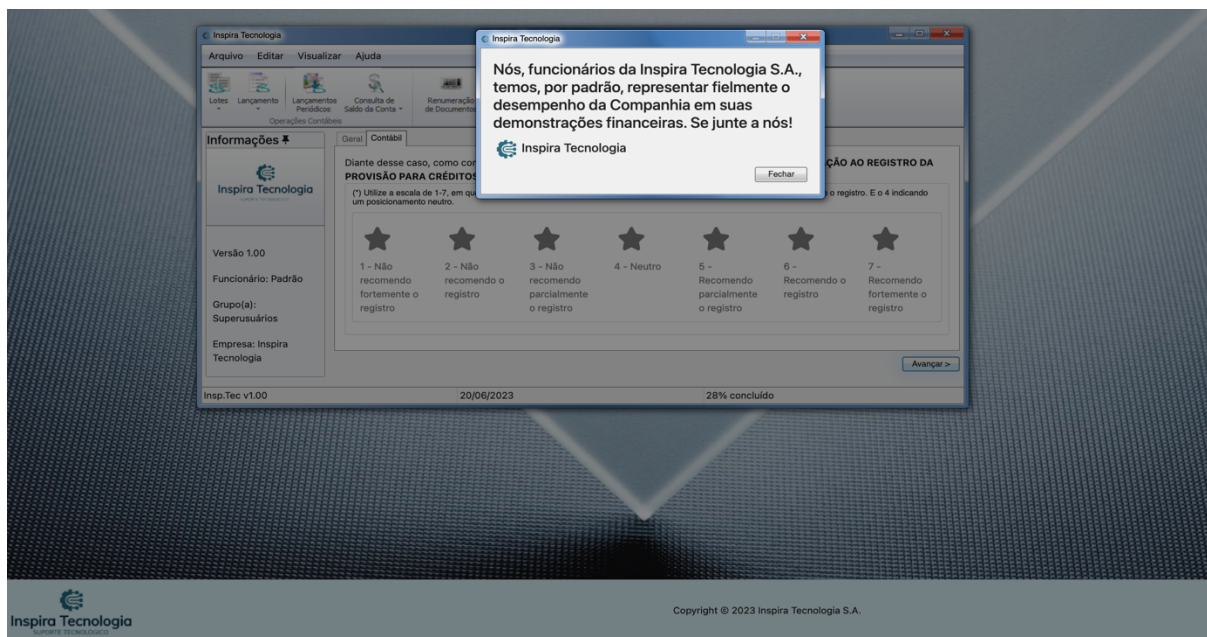 Inspira Tecnologia
Arquivo Editar Visualizar Ajuda
Lotes
Lançamento
Lançamentos
Periódicos
Consulta de
Saldo da Conta
Renumeração
de Documentos
Operações Contábeis
Inspira Tecnologia
Nós, funcionários da Inspira Tecnologia S.A.,
temos, por padrão, representar fielmente o
desempenho da Companhia em suas
demonstrações financeiras. Se junte a nós!
Inspira Tecnologia
Fechar
Informações
Inspira Tecnologia
SUPORTE TECNOLÓGICO
Versão 1.00
Funcionário: Padrão
Grupo(a):
Superusuários
Empresa: Inspira
Tecnologia
Geral Contábil
Diante desse caso, como con
ÇÃO AO REGISTRO DA
PROVISÃO PARA CRÉDITOS
(*) Utilize a escala de 1-7, em qu
o registro. E o 4 indicando
um posicionamento neutro.
1 - Não
recomendo
fortemente o
registro
2 - Não
recomendo o
registro
3 - Não
recomendo
parcialmente
o registro
4 - Neutro
5 -
Recomendo
parcialmente
o registro
6 -
Recomendo o
registro
7 -
Recomendo
fortemente o
registro
Avançar >
Insp.Tec v1.00 20/06/2023 28% concluído
Inspira Tecnologia
SUPORTE TECNOLÓGICO
Copyright © 2023 Inspira Tecnologia S.A.